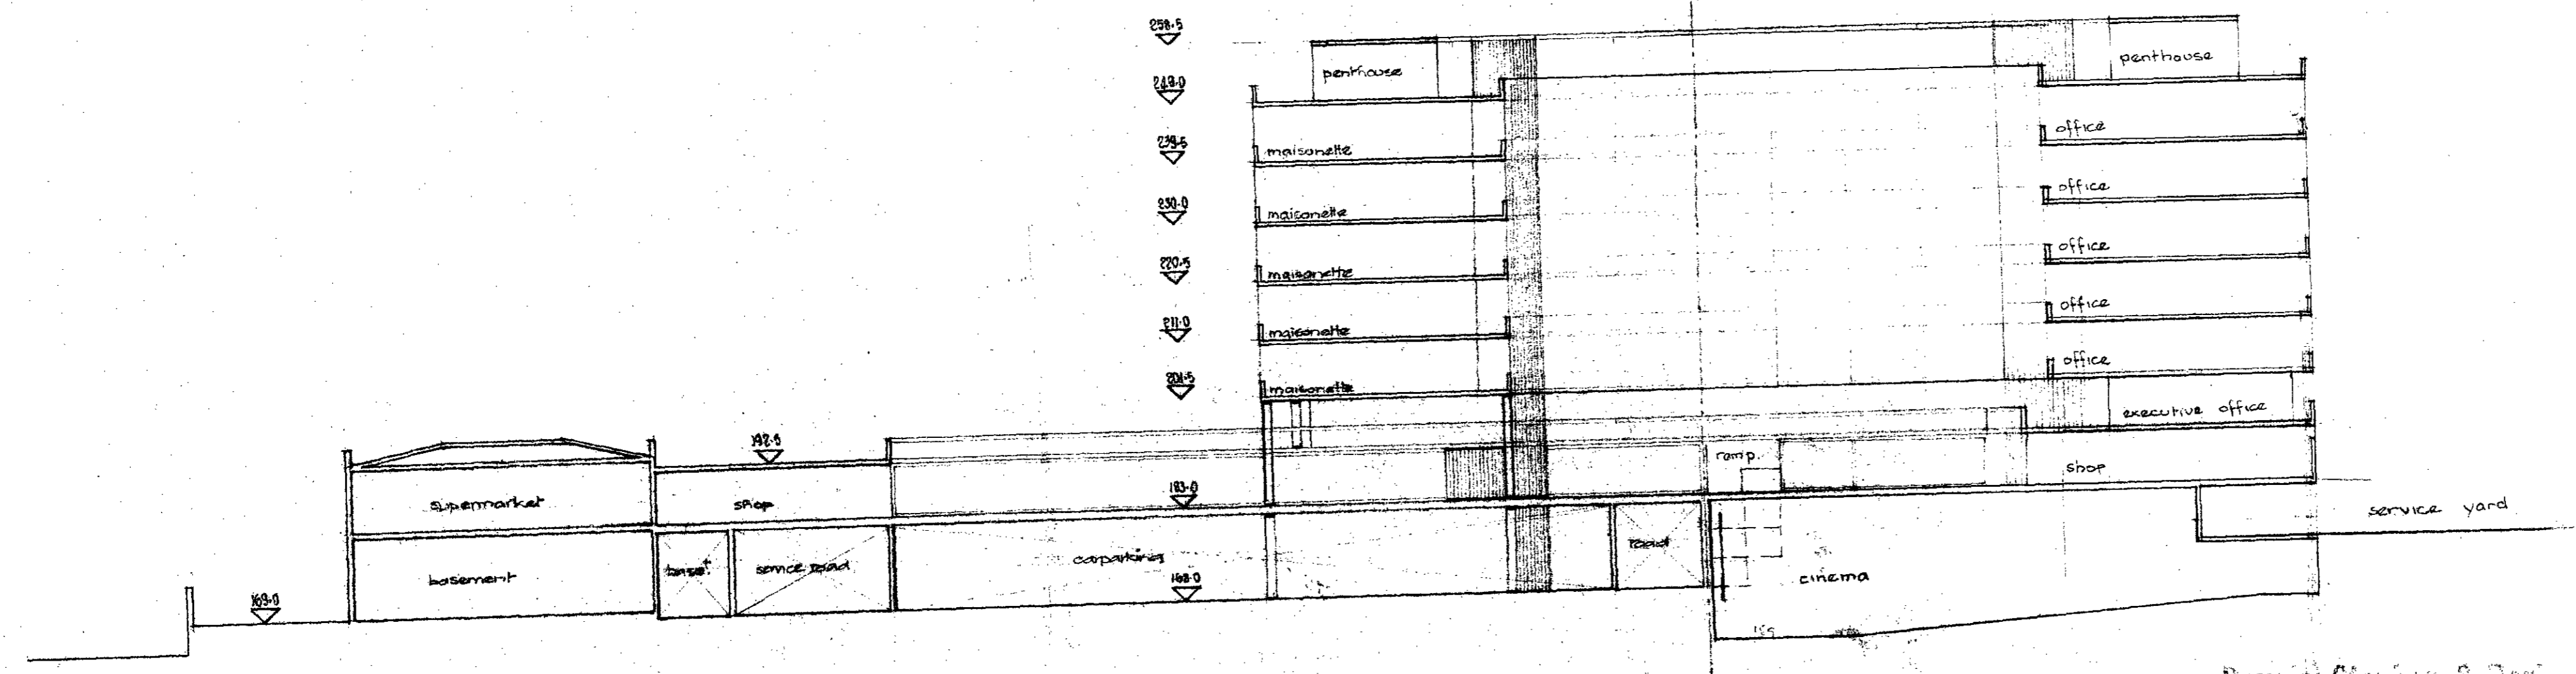 258.5
penthouse
penthouse
249.0
office
239.5
maisonette
office
230.0
maisonette
office
220.5
maisonette
office
211.0
maisonette
office
201.5
maisonette
executive office
192.5
ramp.
shop
supermarket
shop
183.0
service yard
road
carparking
service road
baset
basement
cinema
169.0
169.0